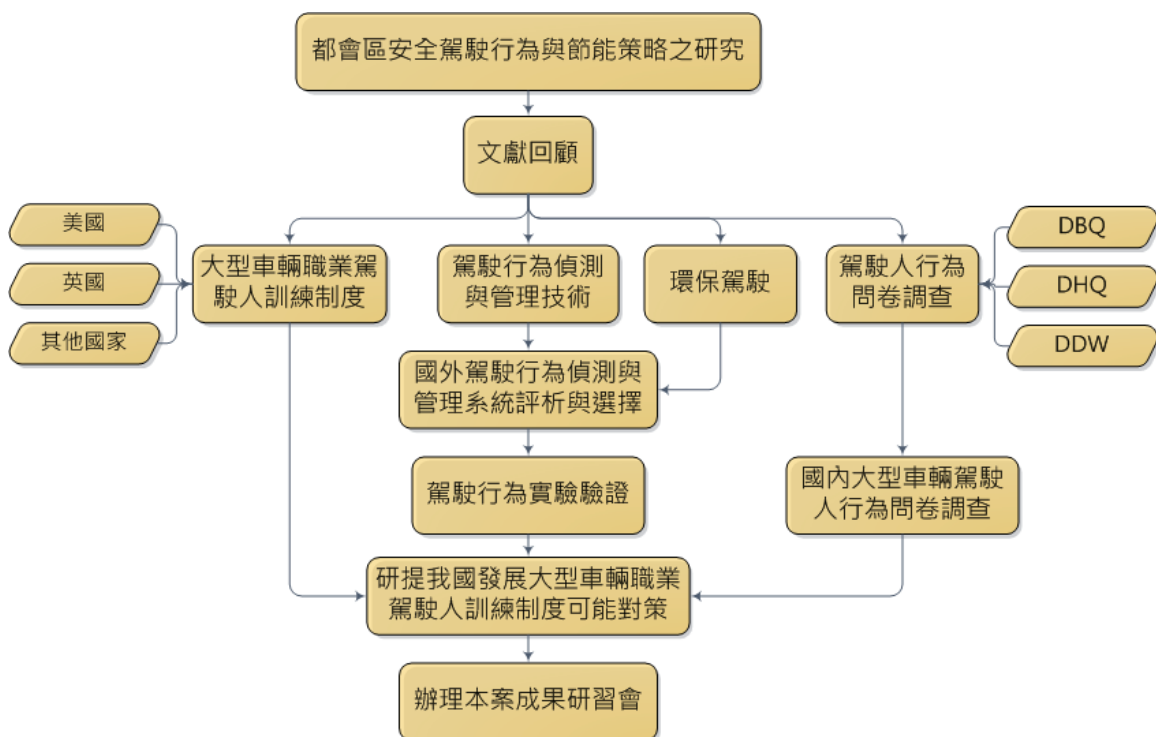 都會區安全駕駛行為與節能策略之研究
文獻回顧
美國
英國
其他國家
大型車輛職業駕
駛人訓練制度
駕駛行為偵測
與管理技術
環保駕駛
駕駛人行為
問卷調查
DBQ
DHQ
DDW
國外駕駛行為偵測與
管理系統評析與選擇
駕駛行為實驗驗證
國內大型車輛駕駛
人行為問卷調查
研提我國發展大型車輛職業
駕駛人訓練制度可能對策
辦理本案成果研習會